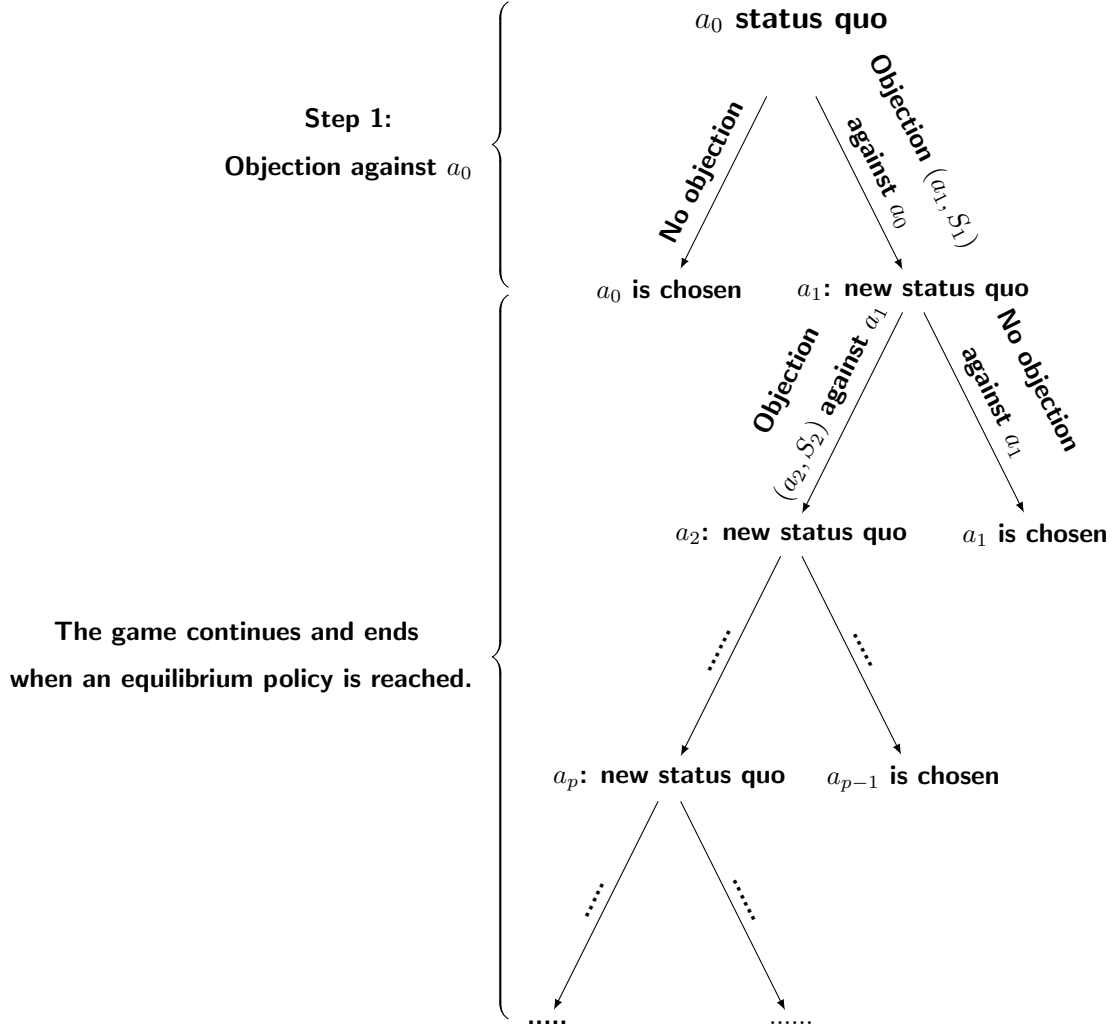 a₀ status quo
Step 1:
Objection against a₀
No objection
Objection (a₁, S₁)
against a₀
a₀ is chosen
a₁: new status quo
Objection
(a₂, S₂) against a₁
No objection
against a₁
a₂: new status quo
a₁ is chosen
The game continues and ends
when an equilibrium policy is reached.
......
......
aₚ: new status quo
aₚ₋₁ is chosen
......
......
.....
......